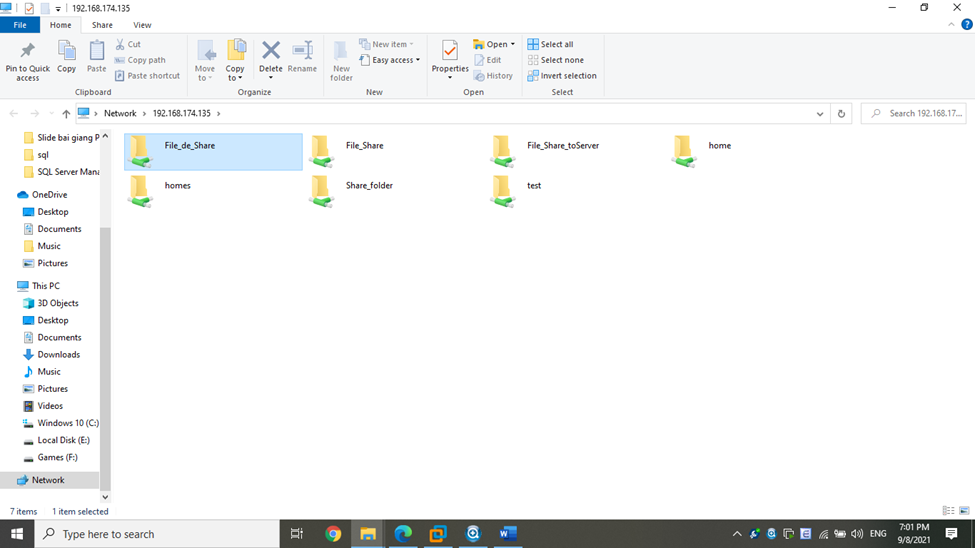 192.168.174.135
File Home Share View
Pin to Quick access
Copy
Paste
Cut
Copy path
Paste shortcut
Clipboard
Move to
Copy to
Delete
Rename
Organize
New folder
New item
Easy access
New
Properties
Open
Edit
History
Open
Select all
Select none
Invert selection
Select
Network > 192.168.174.135 >
Search 192.168.17...
Slide bai giang P
sql
SQL Server Mana
OneDrive
Desktop
Documents
Music
Pictures
This PC
3D Objects
Desktop
Documents
Downloads
Music
Pictures
Videos
Windows 10 (C:)
Local Disk (E:)
Games (F:)
Network
File_de_Share File_Share File_Share_toServer home
homes Share_folder test
7 items 1 item selected
Type here to search
ENG
7:01 PM
9/8/2021